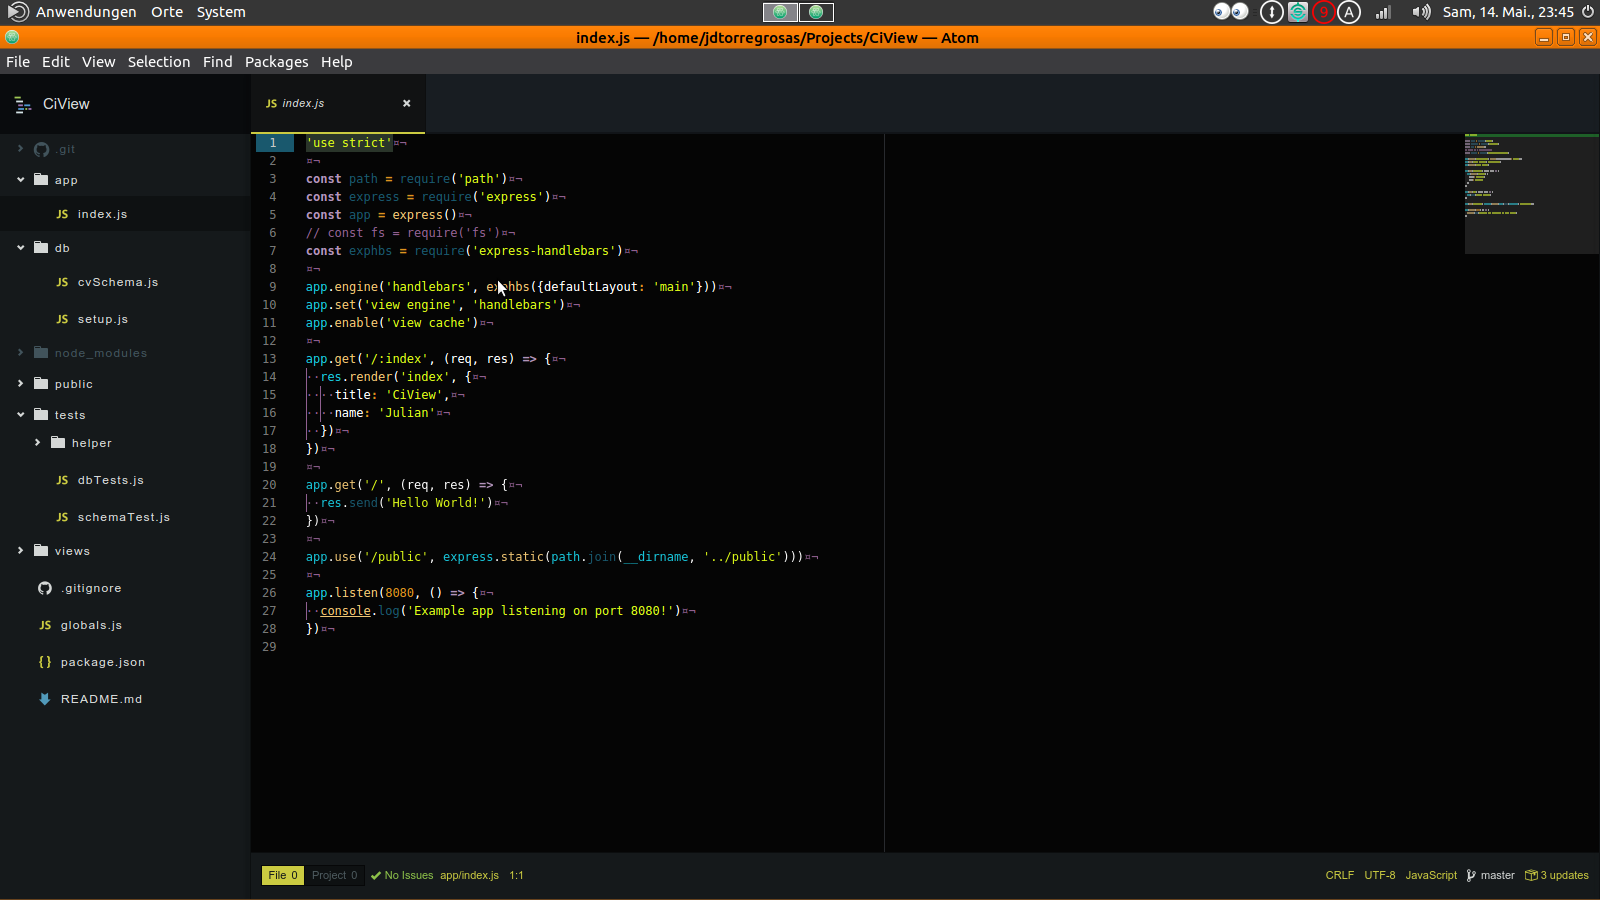 Anwendungen Orte System
9 A Sam, 14. Mai., 23:45
index.js — /home/jdtorregrosas/Projects/CiView — Atom
File Edit View Selection Find Packages Help
CiView
.git
app
JS index.js
db
JS cvSchema.js
JS setup.js
node_modules
public
tests
helper
JS dbTests.js
JS schemaTest.js
views
.gitignore
JS globals.js
{} package.json
README.md
JS index.js ×
1 'use strict'¤¬
2 ¤¬
3 const path = require('path')¤¬
4 const express = require('express')¤¬
5 const app = express()¤¬
6 // const fs = require('fs')¤¬
7 const exphbs = require('express-handlebars')¤¬
8 ¤¬
9 app.engine('handlebars', exphbs({defaultLayout: 'main'}))¤¬
10 app.set('view engine', 'handlebars')¤¬
11 app.enable('view cache')¤¬
12 ¤¬
13 app.get('/:index', (req, res) => {¤¬
14 ··res.render('index', {¤¬
15 ····title: 'CiView',¤¬
16 ····name: 'Julian'¤¬
17 ··})¤¬
18 })¤¬
19 ¤¬
20 app.get('/', (req, res) => {¤¬
21 ··res.send('Hello World!')¤¬
22 })¤¬
23 ¤¬
24 app.use('/public', express.static(path.join(__dirname, '../public')))¤¬
25 ¤¬
26 app.listen(8080, () => {¤¬
27 ··console.log('Example app listening on port 8080!')¤¬
28 })¤¬
29
File 0 Project 0 No Issues app/index.js 1:1
CRLF UTF-8 JavaScript master 3 updates